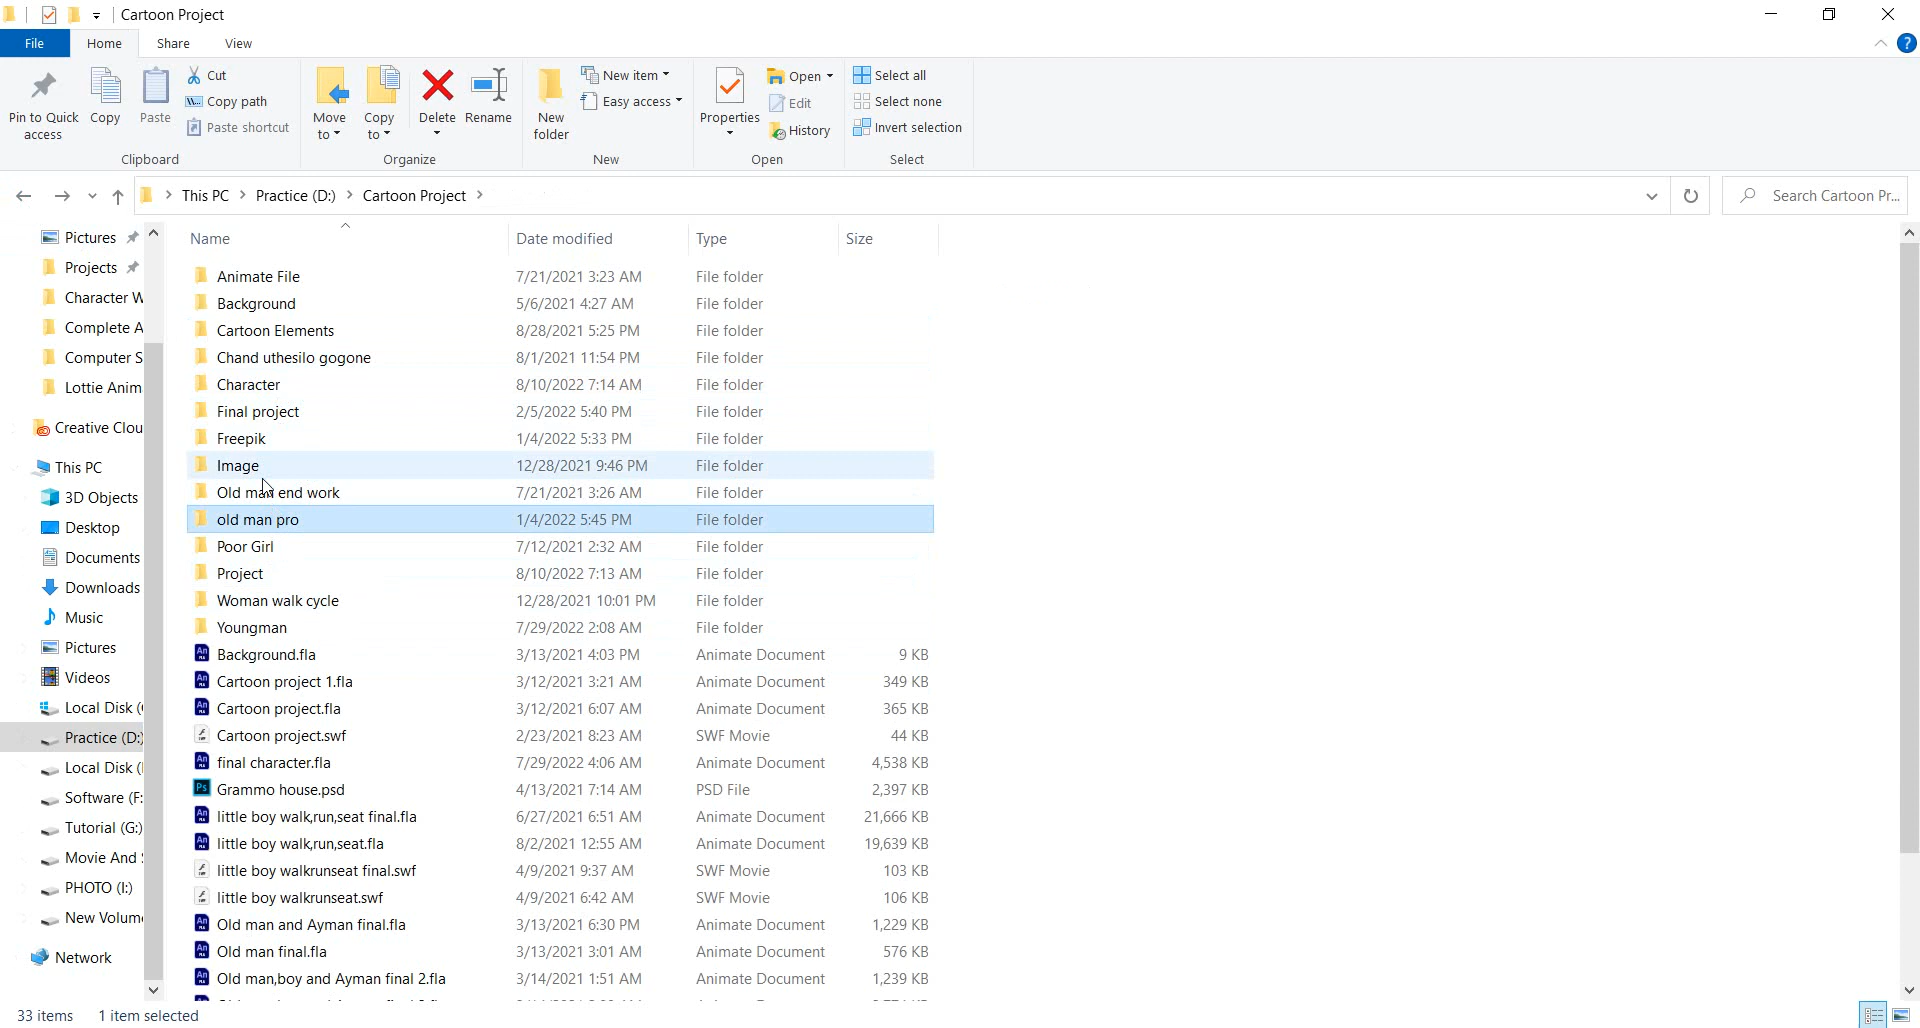 Cartoon Project
File Home Share View
Pin to Quick access
Copy
Paste
Cut
Copy path
Paste shortcut
Clipboard
Move to
Copy to
Delete
Rename
Organize
New folder
New item
Easy access
New
Properties
Open
Edit
History
Open
Select all
Select none
Invert selection
Select
This PC > Practice (D:) > Cartoon Project >
Search Cartoon Pr...
Pictures
Projects
Character W
Complete A
Computer S
Lottie Anim
Creative Clou
This PC
3D Objects
Desktop
Documents
Downloads
Music
Pictures
Videos
Local Disk (
Practice (D:)
Local Disk (
Software (F:
Tutorial (G:)
Movie And
PHOTO (I:)
New Volum
Network
Name Date modified Type Size
Animate File 7/21/2021 3:23 AM File folder
Background 5/6/2021 4:27 AM File folder
Cartoon Elements 8/28/2021 5:25 PM File folder
Chand uthesilo gogone 8/1/2021 11:54 PM File folder
Character 8/10/2022 7:14 AM File folder
Final project 2/5/2022 5:40 PM File folder
Freepik 1/4/2022 5:33 PM File folder
Image 12/28/2021 9:46 PM File folder
Old man end work 7/21/2021 3:26 AM File folder
old man pro 1/4/2022 5:45 PM File folder
Poor Girl 7/12/2021 2:32 AM File folder
Project 8/10/2022 7:13 AM File folder
Woman walk cycle 12/28/2021 10:01 PM File folder
Youngman 7/29/2022 2:08 AM File folder
Background.fla 3/13/2021 4:03 PM Animate Document 9 KB
Cartoon project 1.fla 3/12/2021 3:21 AM Animate Document 349 KB
Cartoon project.fla 3/12/2021 6:07 AM Animate Document 365 KB
Cartoon project.swf 2/23/2021 8:23 AM SWF Movie 44 KB
final character.fla 7/29/2022 4:06 AM Animate Document 4,538 KB
Grammo house.psd 4/13/2021 7:14 AM PSD File 2,397 KB
little boy walk,run,seat final.fla 6/27/2021 6:51 AM Animate Document 21,666 KB
little boy walk,run,seat.fla 8/2/2021 12:55 AM Animate Document 19,639 KB
little boy walkrunseat final.swf 4/9/2021 9:37 AM SWF Movie 103 KB
little boy walkrunseat.swf 4/9/2021 6:42 AM SWF Movie 106 KB
Old man and Ayman final.fla 3/13/2021 6:30 PM Animate Document 1,229 KB
Old man final.fla 3/13/2021 3:01 AM Animate Document 576 KB
Old man,boy and Ayman final 2.fla 3/14/2021 1:51 AM Animate Document 1,239 KB
33 items 1 item selected